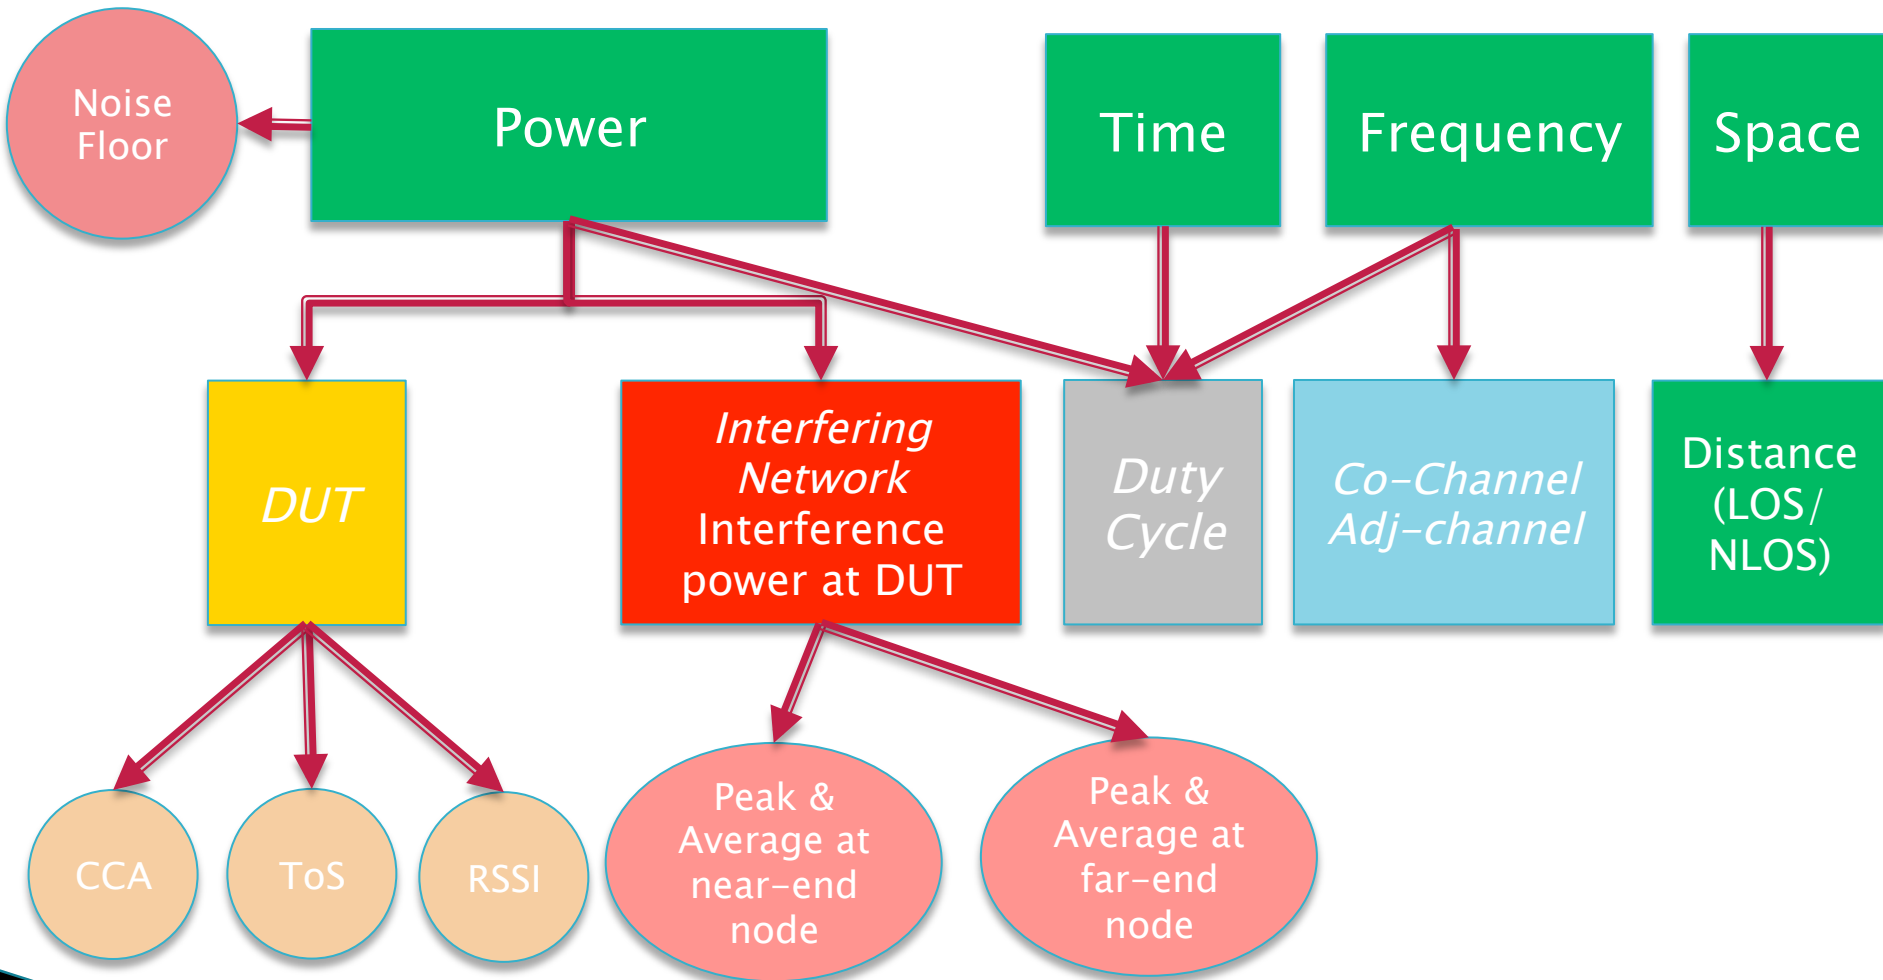 Noise
Floor
Power
Time
Frequency
Space
DUT
Interfering
Network
Interference
power at DUT
Duty
Cycle
Co-Channel
Adj-channel
Distance
(LOS/
NLOS)
CCA
ToS
RSSI
Peak &
Average at
near-end
node
Peak &
Average at
far-end
node